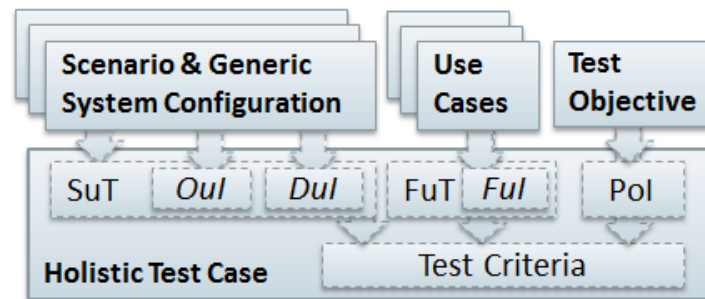 Scenario & Generic
System Configuration
Use
Cases
Test
Objective
SuT
OuI
DuI
FuT
FuI
PoI
Holistic Test Case
Test Criteria